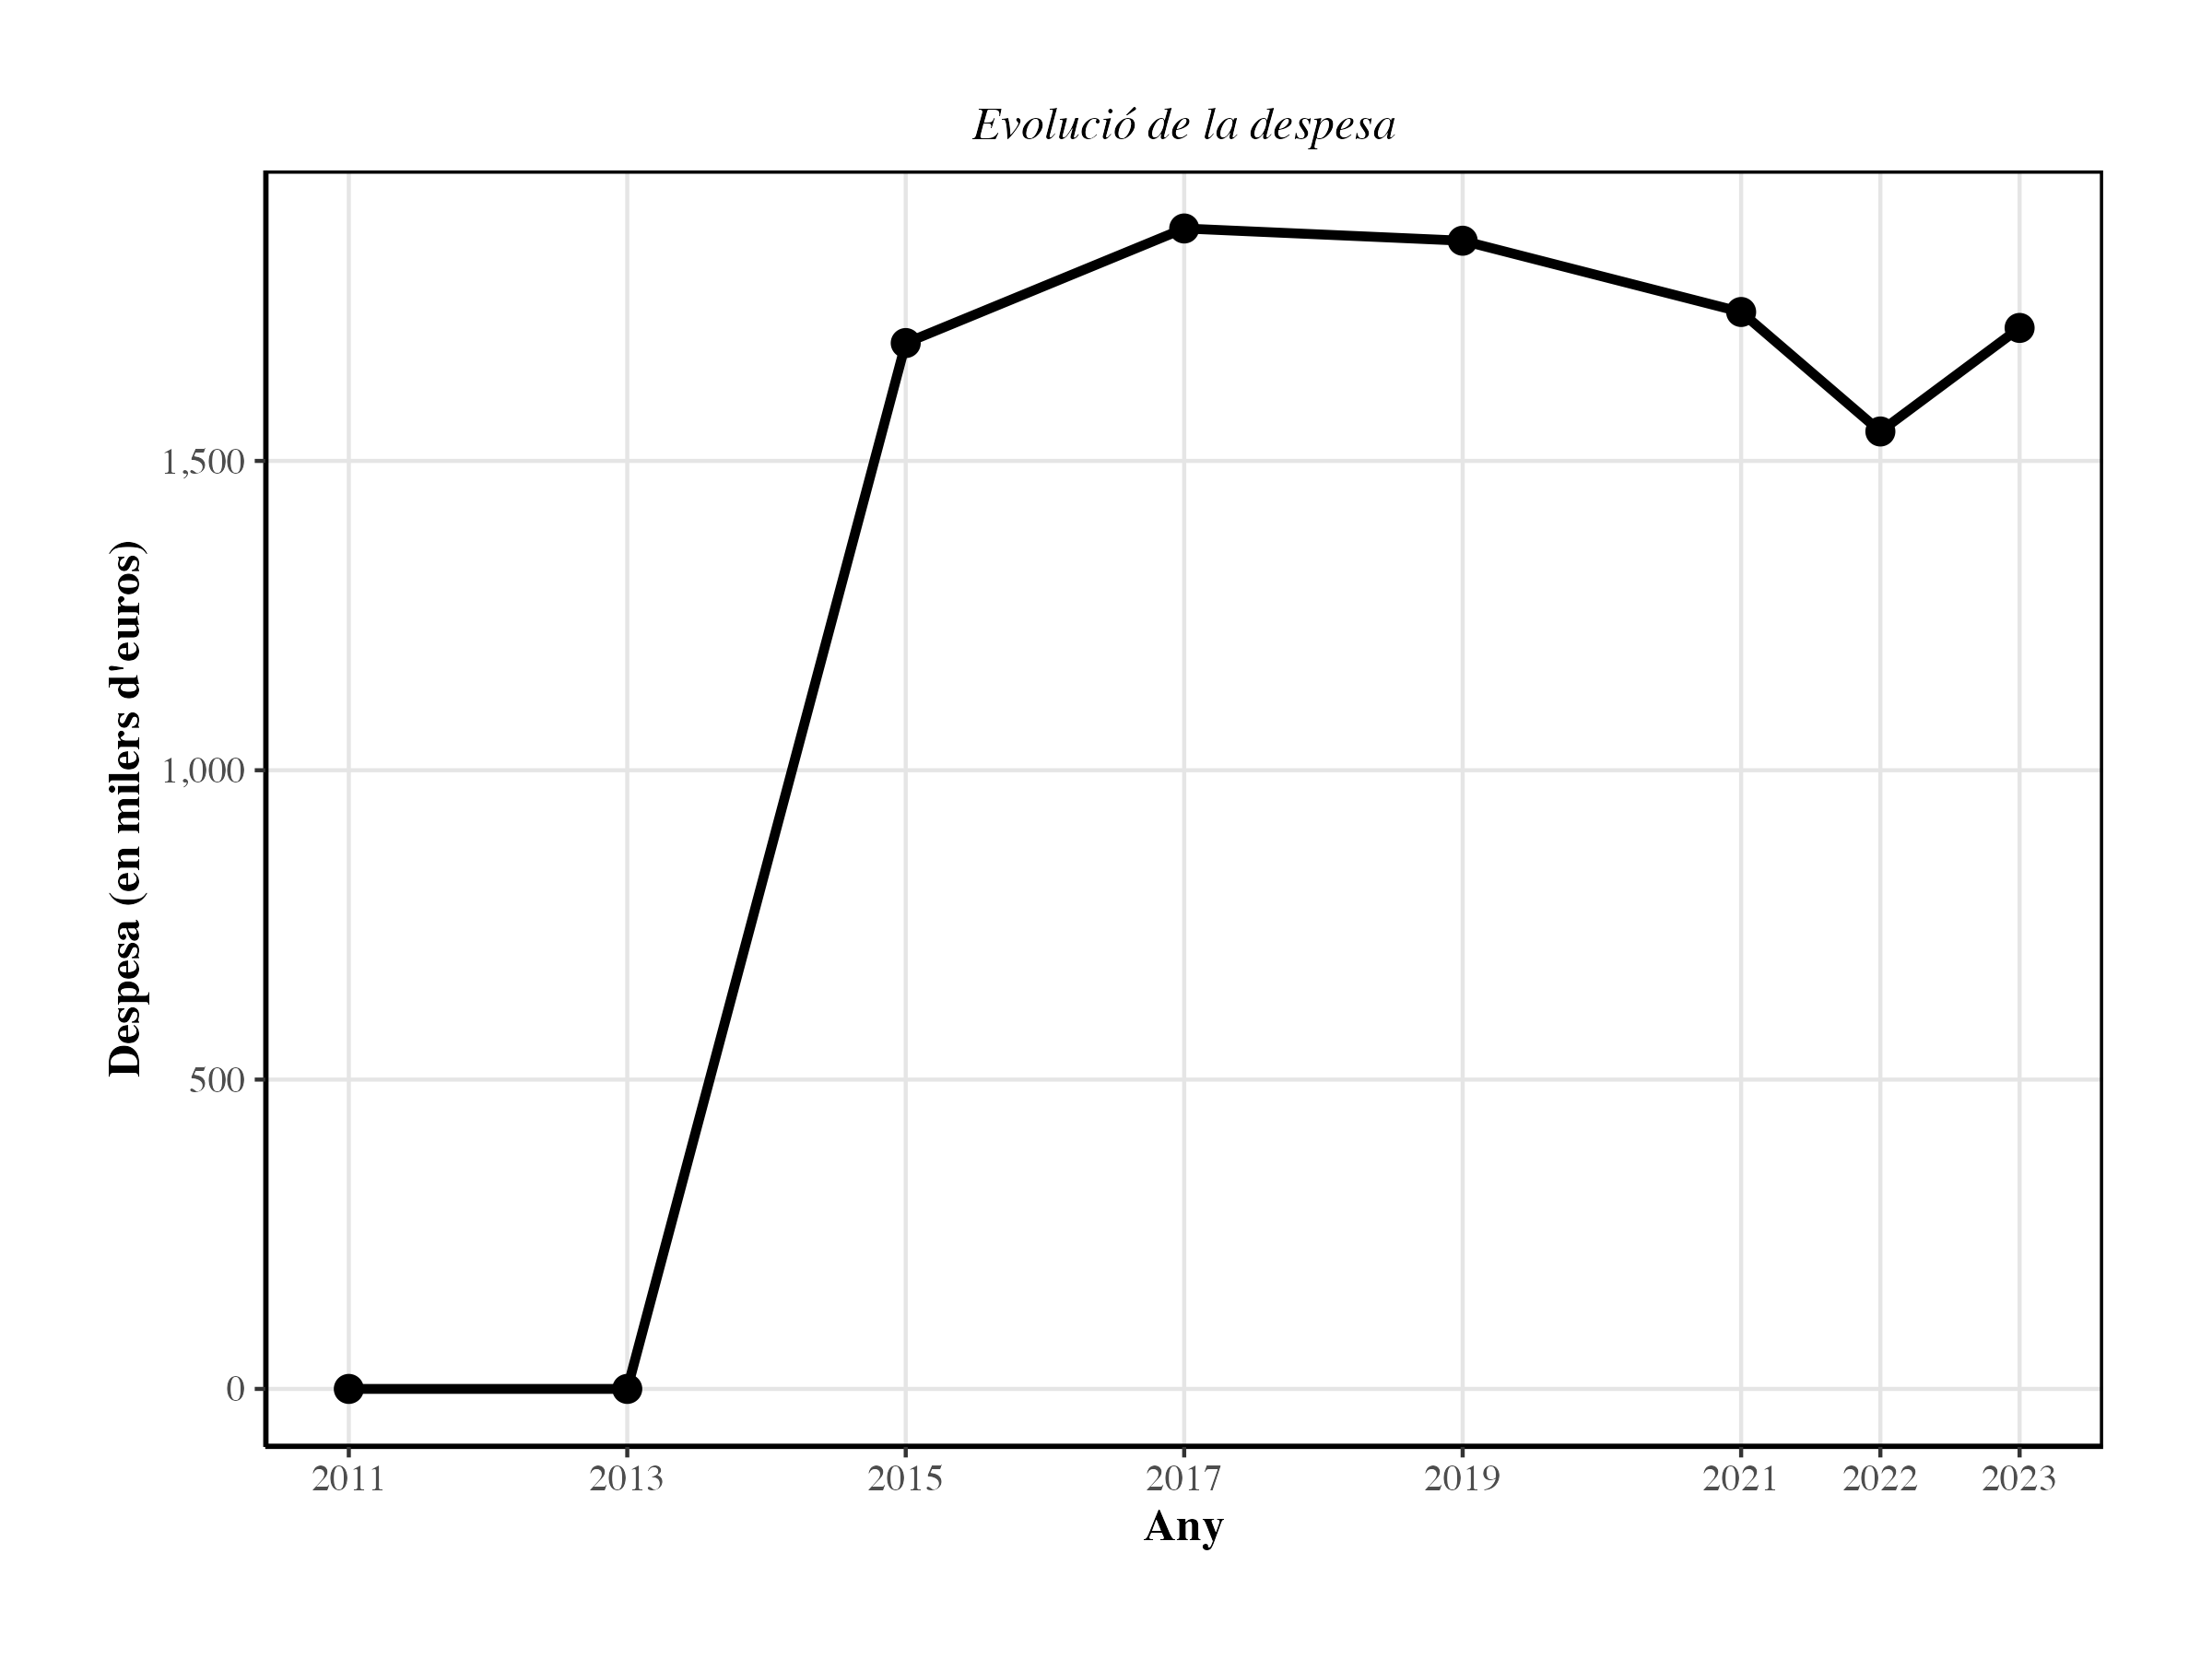 Evolució de la despesa
Despesa (en milers d'euros)
1,500
1,000
500
0
2011 2013 2015 2017 2019 2021 2022 2023
Any